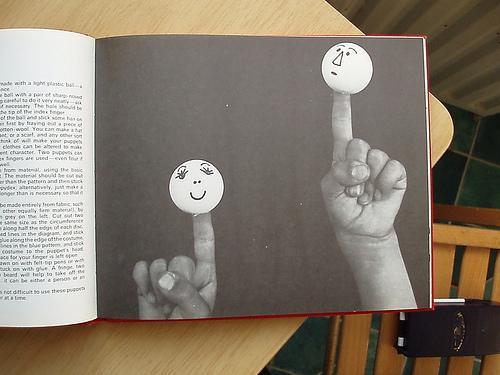 made with a light plastic ball—a
nce.
e ball with a pair of sharp-nosed
g careful to do it very neatly—ask
if necessary. The hole should be
the tip of the index finger.
of the ball and stick some hair on
r first by fraying out a piece of
otton-wool. You can make a hat
nt, or a scarf, and any other sort
think of will make your puppets
clothes can be altered to make
ent character. Two puppets can
ex fingers are used—even four if
well.
from material, using the basic
The material should be cut out
er than the pattern and then stuck
opydex; alternatively, just make a
longer than is necessary so that it
be made entirely from fabric, such
other equally firm material), by
grey on the left. Cut out two
same size as the circumference
along half the edge of each disc.
ed lines in the diagram, and stick
glue along the edge of the costume.
lines in the blue pattern, and stick
costume to the puppet's head,
ace for your finger is left open.
awn on with felt-tip pens or with
tuck on with glue. A fringe, two
beard will help to take off the
it can be either a person or an
s not difficult to use these puppets
r at a time.